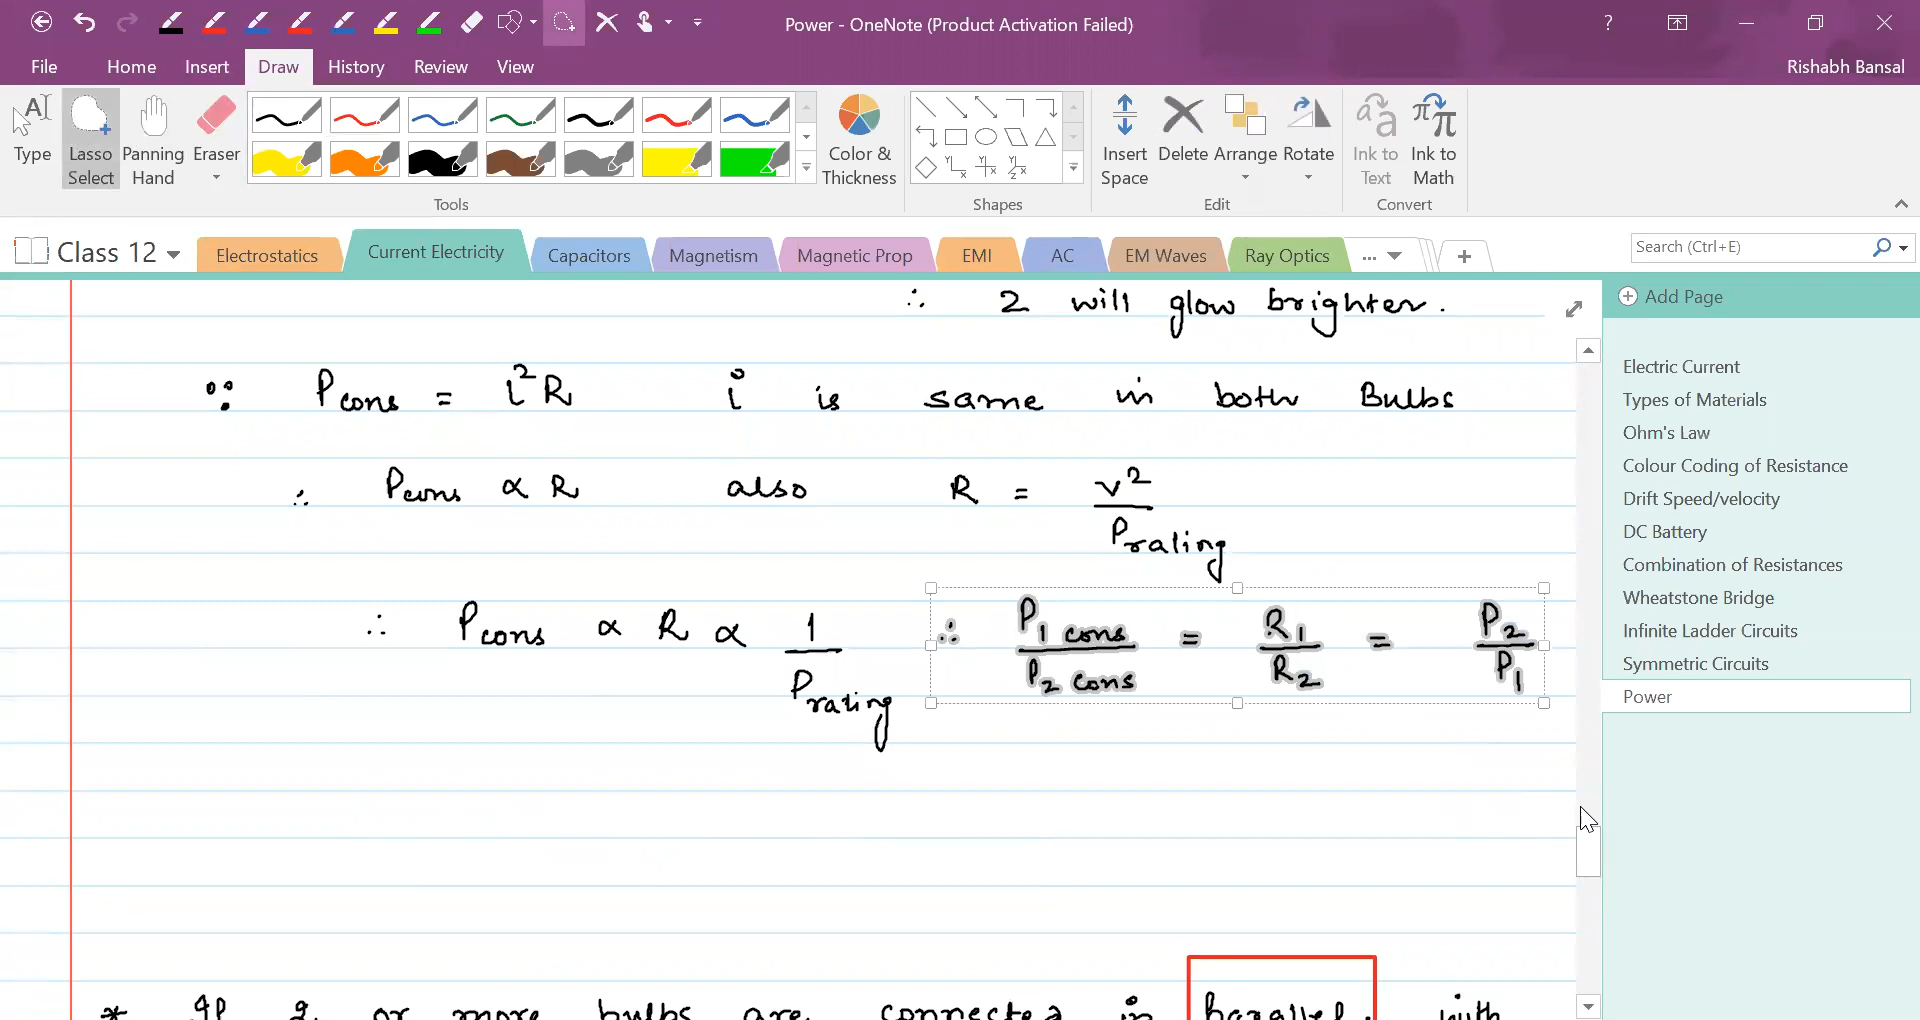 Power - OneNote (Product Activation Failed)
?
File Home Insert Draw History Review View
Rishabh Bansal
Type
Lasso Select
Panning Hand
Eraser
Color & Thickness
Insert Space
Delete
Arrange
Rotate
Ink to Text
Ink to Math
Tools
Shapes
Edit
Convert
Class 12
Electrostatics
Current Electricity
Capacitors
Magnetism
Magnetic Prop
EMI
AC
EM Waves
Ray Optics
...
Search (Ctrl+E)
Add Page
Electric Current
Types of Materials
Ohm's Law
Colour Coding of Resistance
Drift Speed/velocity
DC Battery
Combination of Resistances
Wheatstone Bridge
Infinite Ladder Circuits
Symmetric Circuits
Power
∴ 2 will glow brighter.
∵ P cons = i²R i is same in both Bulbs
∴ P cons ∝ R also R = v² / P rating
∴ P cons ∝ R ∝ 1 / P rating ∴ P1 cons / P2 cons = R1 / R2 = P2 / P1
* If 2 or more bulbs are connected in parallel, with